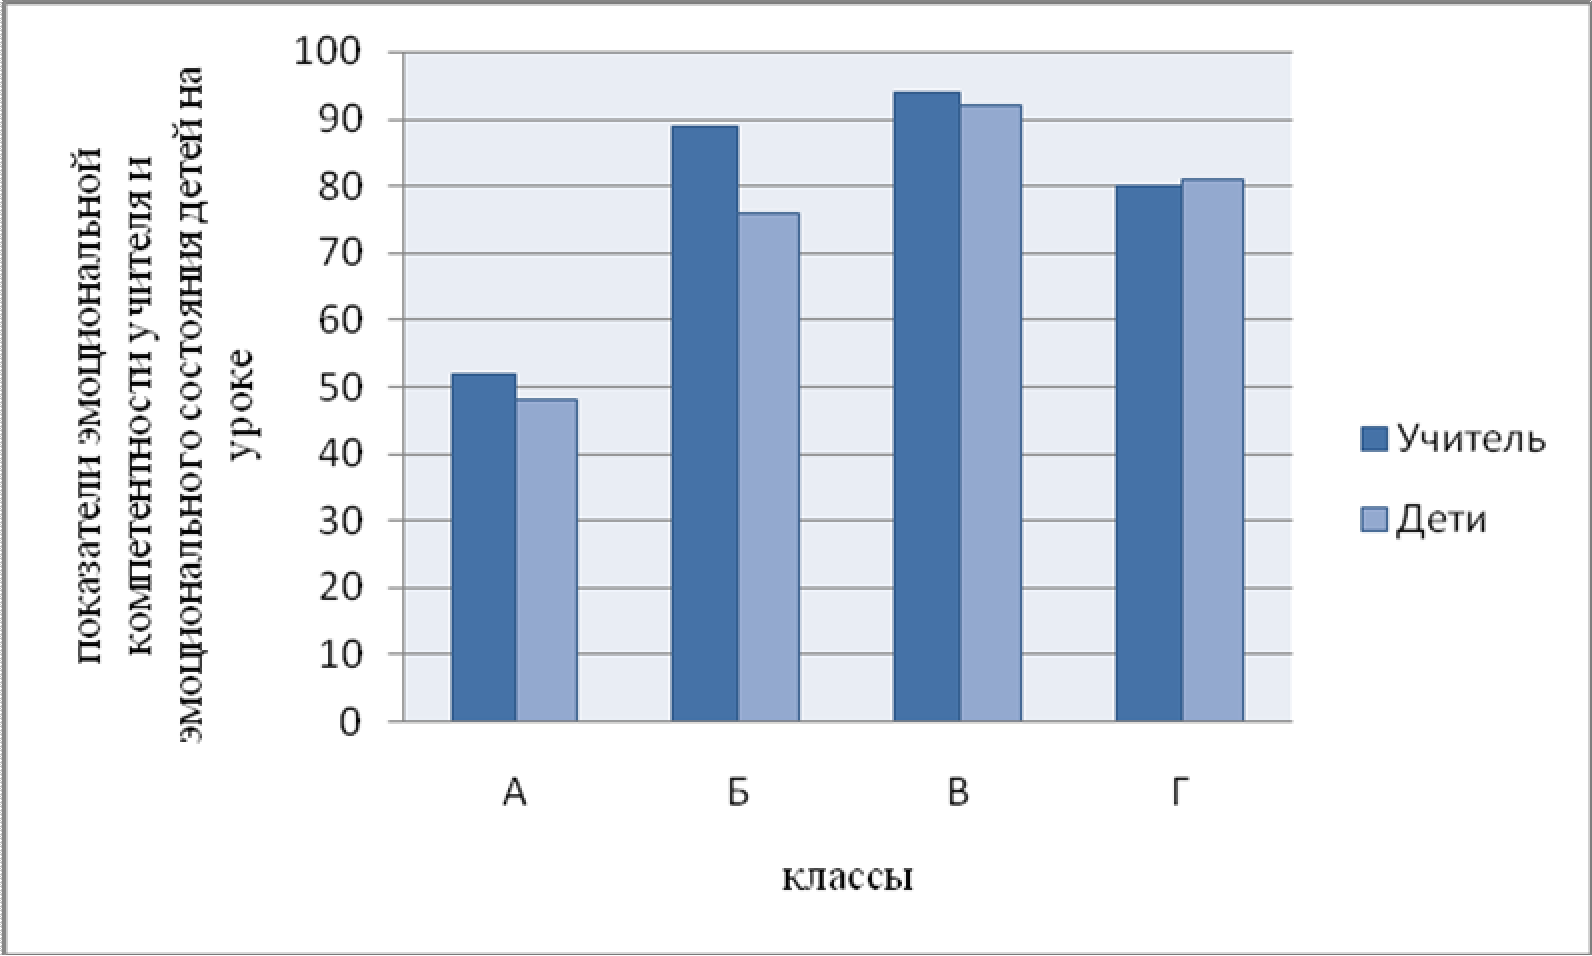 показатели эмоциональной
компетентности учителя и
эмоционального состояния детей на
уроке
100
90
80
70
60
50
40
30
20
10
0
А
Б
В
Г
классы
Учитель
Дети